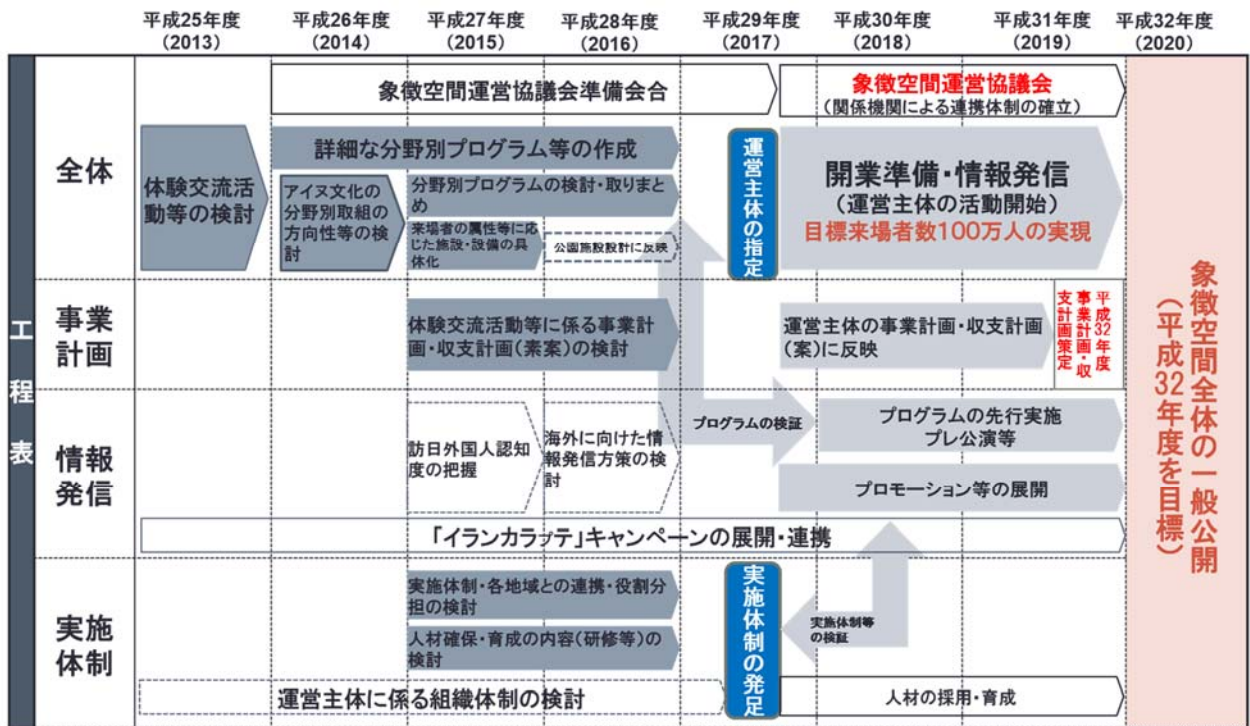 平成25年度
(2013)
平成26年度
(2014)
平成27年度
(2015)
平成28年度
(2016)
平成29年度
(2017)
平成30年度
(2018)
平成31年度
(2019)
平成32年度
(2020)
工程表
全体
象徴空間運営協議会準備会合
象徴空間運営協議会
(関係機関による連携体制の確立)
体験交流活
動等の検討
詳細な分野別プログラム等の作成
アイヌ文化の
分野別取組の
方向性等の検
討
分野別プログラムの検討・取りまと
め
来場者の属性等に応
じた施設・設備の具
体化
公園施設設計に反映
運営主体の指定
開業準備・情報発信
(運営主体の活動開始)
目標来場者数100万人の実現
事業
計画
体験交流活動等に係る事業計
画・収支計画(素案)の検討
運営主体の事業計画・収支計画
(案)に反映
平成32年度
事業計画・収
支計画策定
情報
発信
訪日外国人認知
度の把握
海外に向けた情
報発信方策の検
討
プログラムの検証
プログラムの先行実施
プレ公演等
プロモーション等の展開
「イランカラㇷ゚テ」キャンペーンの展開・連携
実施
体制
実施体制・各地域との連携・役割分
担の検討
人材確保・育成の内容(研修等)の
検討
運営主体に係る組織体制の検討
実施体制の発足
実施体制等
の検証
人材の採用・育成
象徴空間全体の一般公開
(平成32年度を目標)